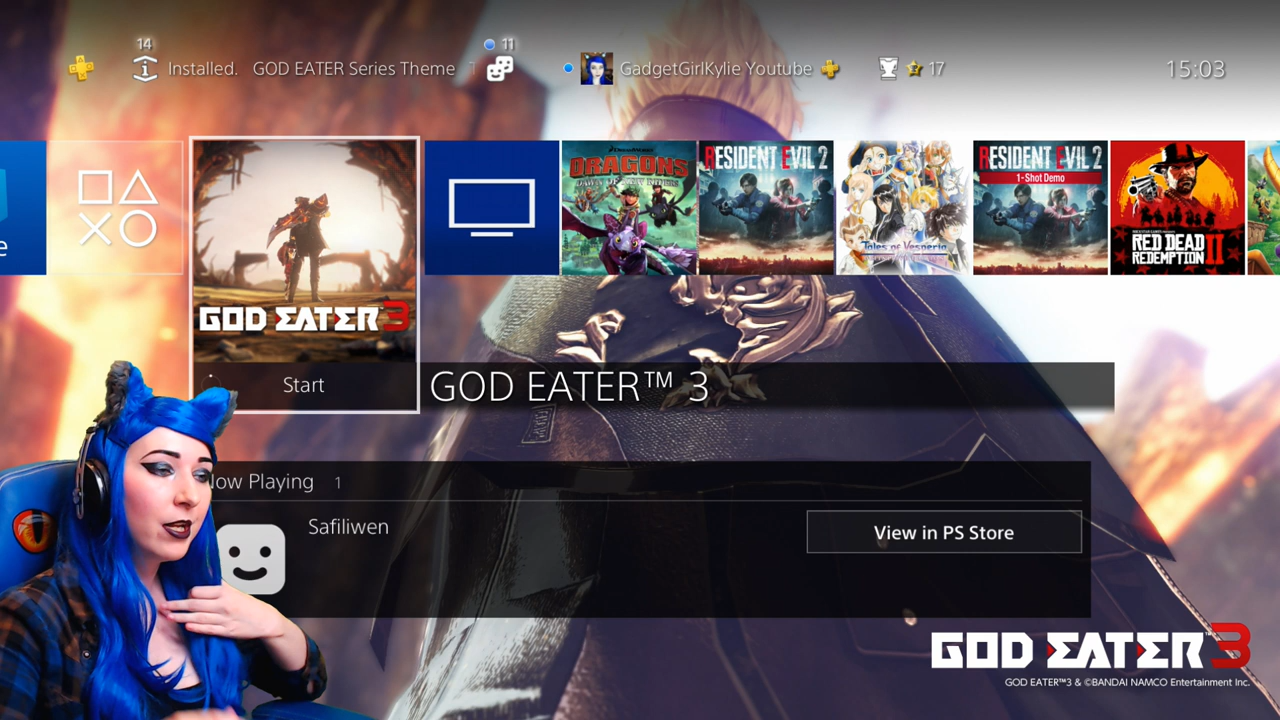 14
11
Installed. GOD EATER Series Theme
GadgetGirlKylie Youtube
17
15:03
e
GOD EATER 3
DRAGONS
RESIDENT EVIL 2
Tales of Vesperia
RESIDENT EVIL 2
1-Shot Demo
RED DEAD
REDEMPTION II
Start
GOD EATER™ 3
Now Playing 1
Safiliwen
View in PS Store
GOD EATER™ 3
GOD EATER™3 & ©BANDAI NAMCO Entertainment Inc.